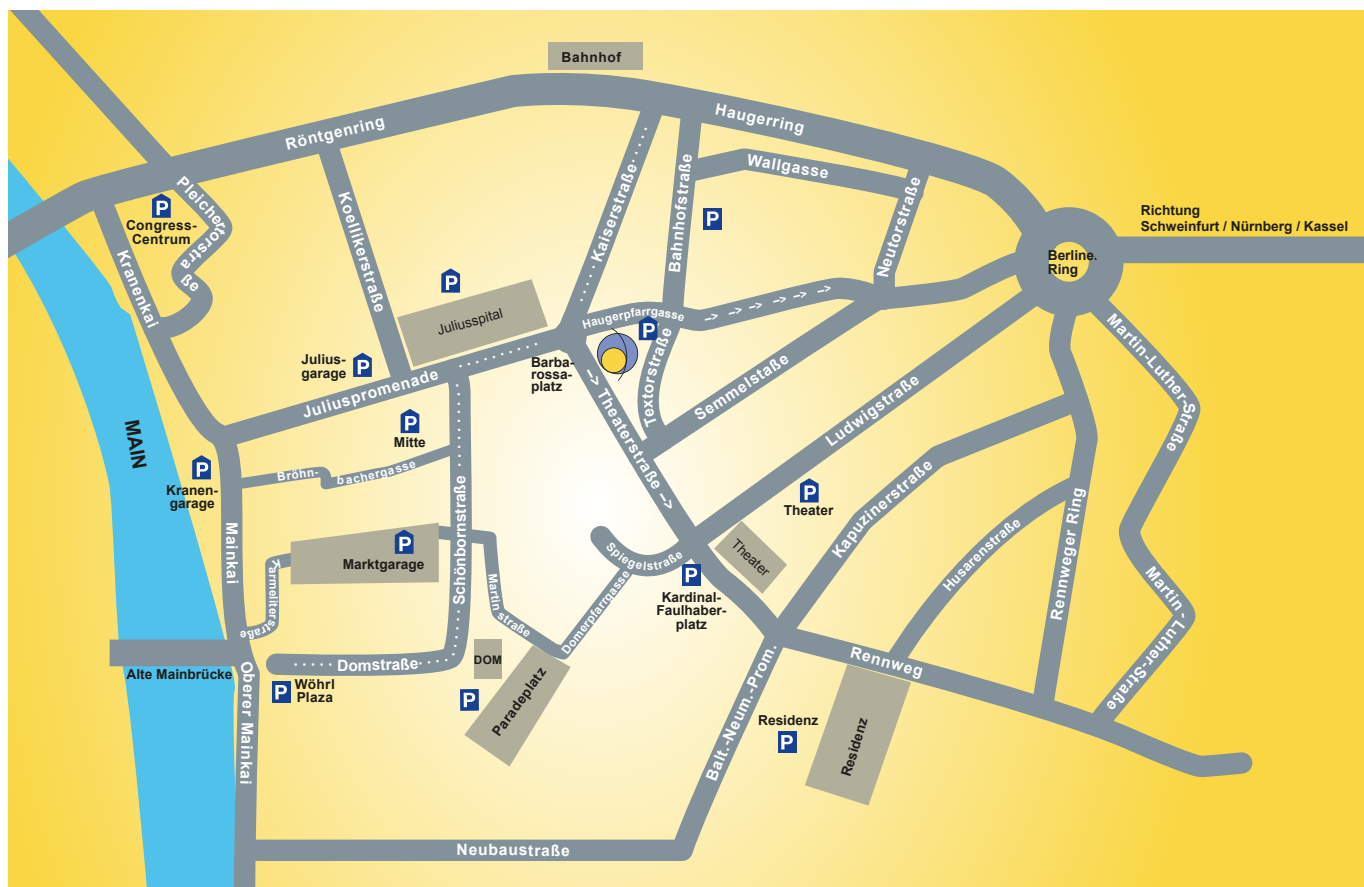 Bahnhof
Röntgenring
Haugerring
Wallgasse
Pleicher
torstra
ße
P
Congress-
Centrum
Koellikerstraße
Kaiserstraße
Bahnhofstraße
P
Neutorstraße
Richtung
Schweinfurt / Nürnberg / Kassel
Berline.
Ring
Kranenkai
P
Juliusspital
Haugerpfarrgasse
–> –> –> –> –>
P
Martin-Luther-Straße
Julius-
garage
P
Juliuspromenade
Barba-
rossa-
platz
–> Theaterstraße –>
Textorstraße
Semmelstaße
Ludwigstraße
MAIN
P
Mitte
P
Kranen-
garage
Bröhn-
bachergasse
Schönbornstraße
P
Theater
Kapuzinerstraße
Husarenstraße
Rennweger Ring
Mainkai
P
Marktgarage
Karmeliter
straße
Martin
straße
Spiegelstraße
Domerpfarrgasse
Theater
P
Kardinal-
Faulhaber-
platz
Martin -
Luther-Straße
Alte Mainbrücke
Domstraße
P
Wöhrl
Plaza
DOM
P
Paradeplatz
Rennweg
Oberer Mainkai
Balt.-Neum.-Prom.
Residenz
P
Residenz
Neubaustraße